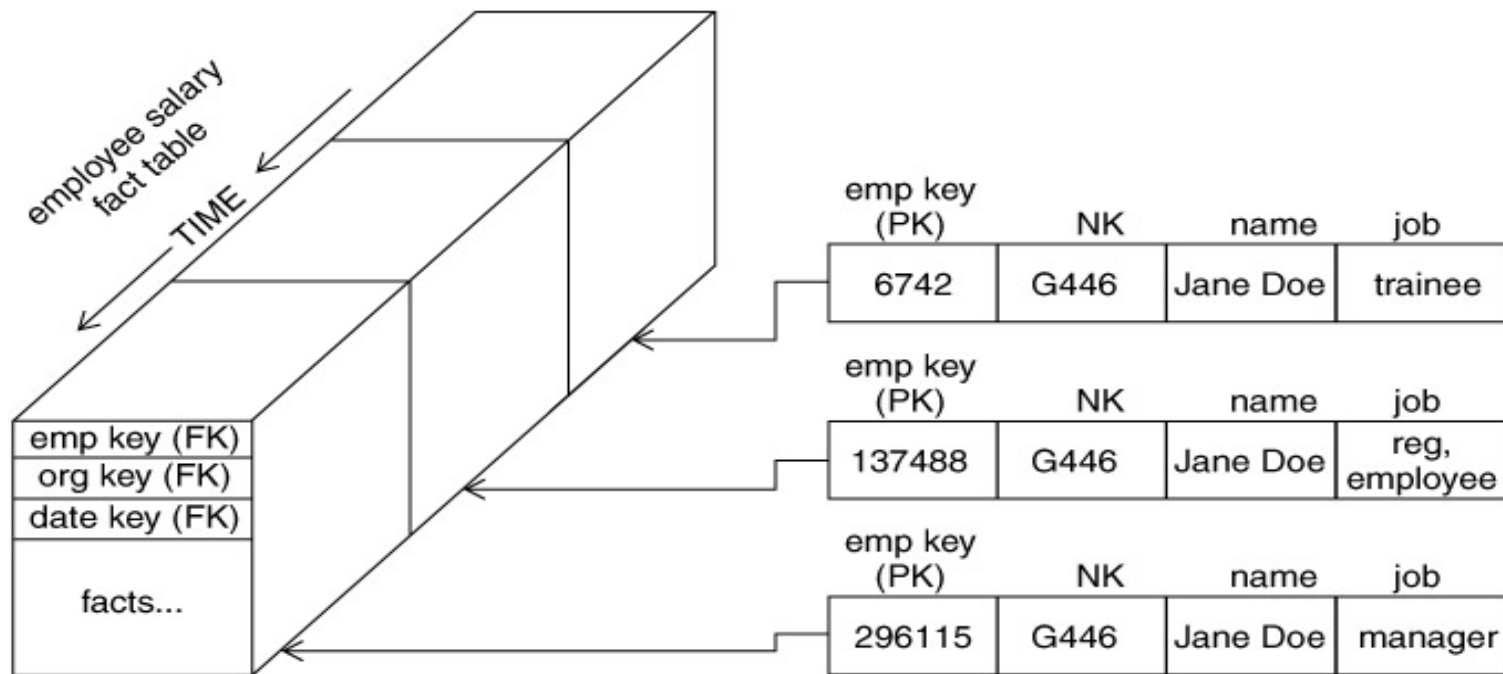 employee salary
fact table
TIME
emp key (FK)
org key (FK)
date key (FK)
facts...
emp key
(PK) NK name job
6742 G446 Jane Doe trainee
emp key
(PK) NK name job
137488 G446 Jane Doe reg,
employee
emp key
(PK) NK name job
296115 G446 Jane Doe manager